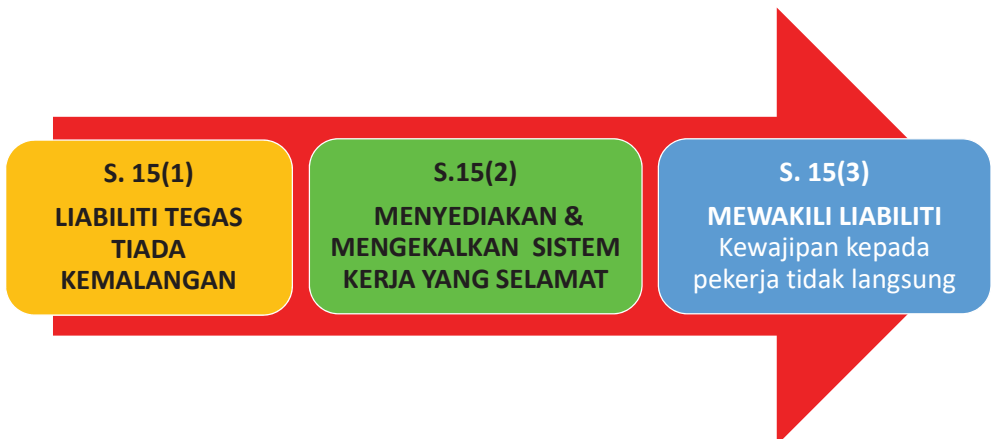 S. 15(1)
LIABILITI TEGAS
TIADA
KEMALANGAN
S.15(2)
MENYEDIAKAN &
MENGEKALKAN SISTEM
KERJA YANG SELAMAT
S. 15(3)
MEWAKILI LIABILITI
Kewajipan kepada
pekerja tidak langsung